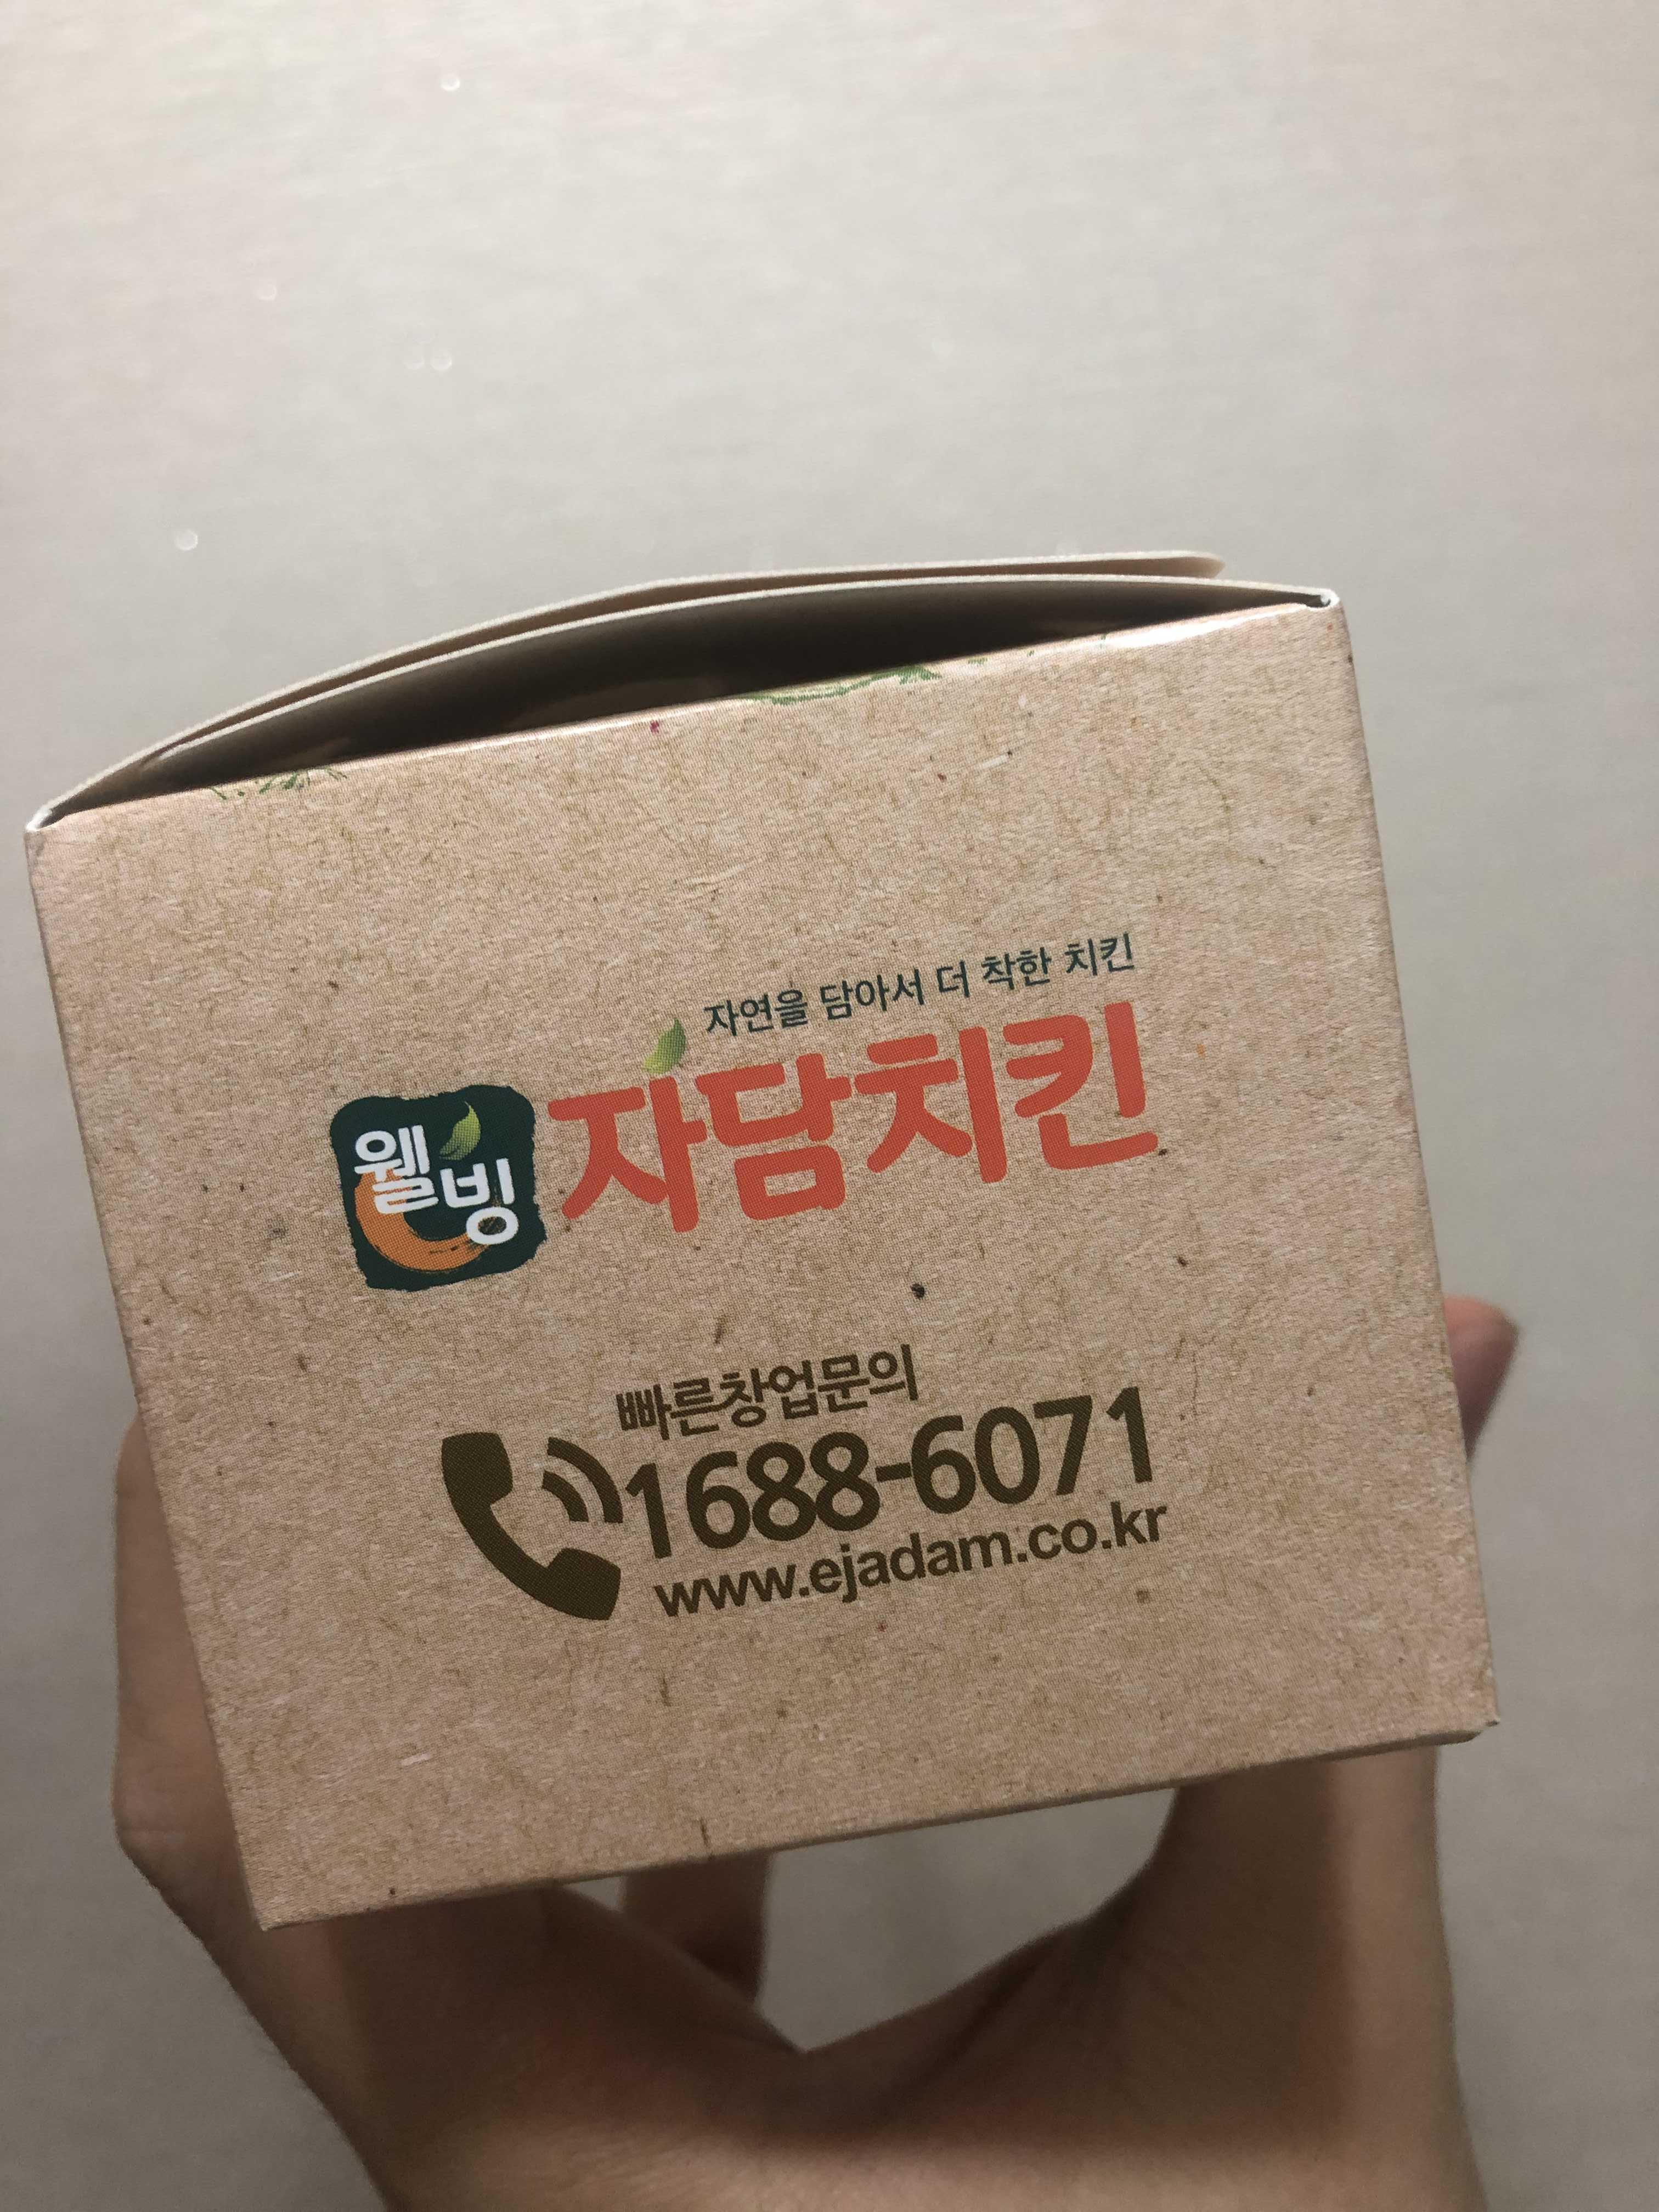 자연을 담아서 더 착한 치킨
웰빙 자담치킨
빠른창업문의
1688-6071
www.ejadam.co.kr